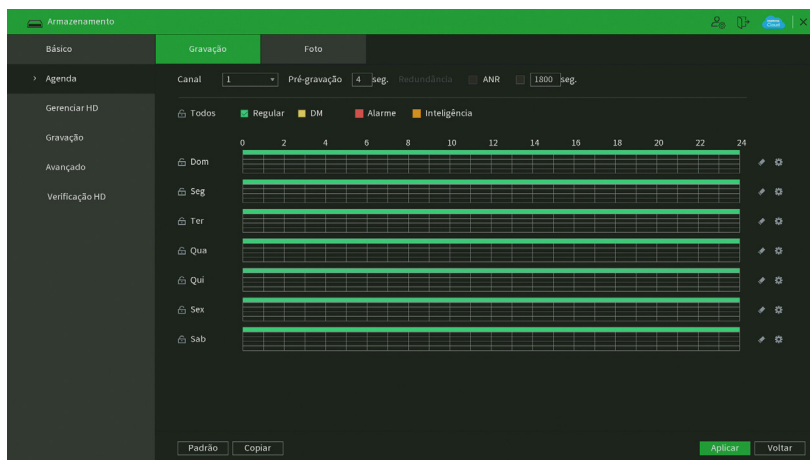 Armazenamento
Básico
Gravação Foto
Agenda
Canal 1 Pré-gravação 4 seg. Redundância ANR 1800 seg.
Gerenciar HD
Todos Regular DM Alarme Inteligência
Gravação
0 2 4 6 8 10 12 14 16 18 20 22 24
Avançado
Dom
Verificação HD
Seg
Ter
Qua
Qui
Sex
Sab
Padrão Copiar Aplicar Voltar